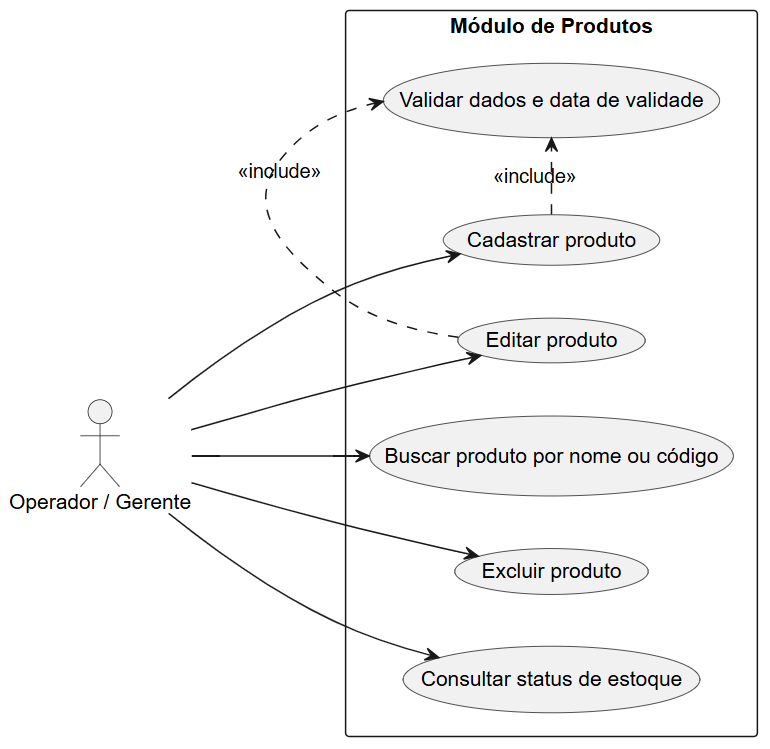 Módulo de Produtos
Validar dados e data de validade
«include»
«include»
Cadastrar produto
Editar produto
Buscar produto por nome ou código
Operador / Gerente
Excluir produto
Consultar status de estoque